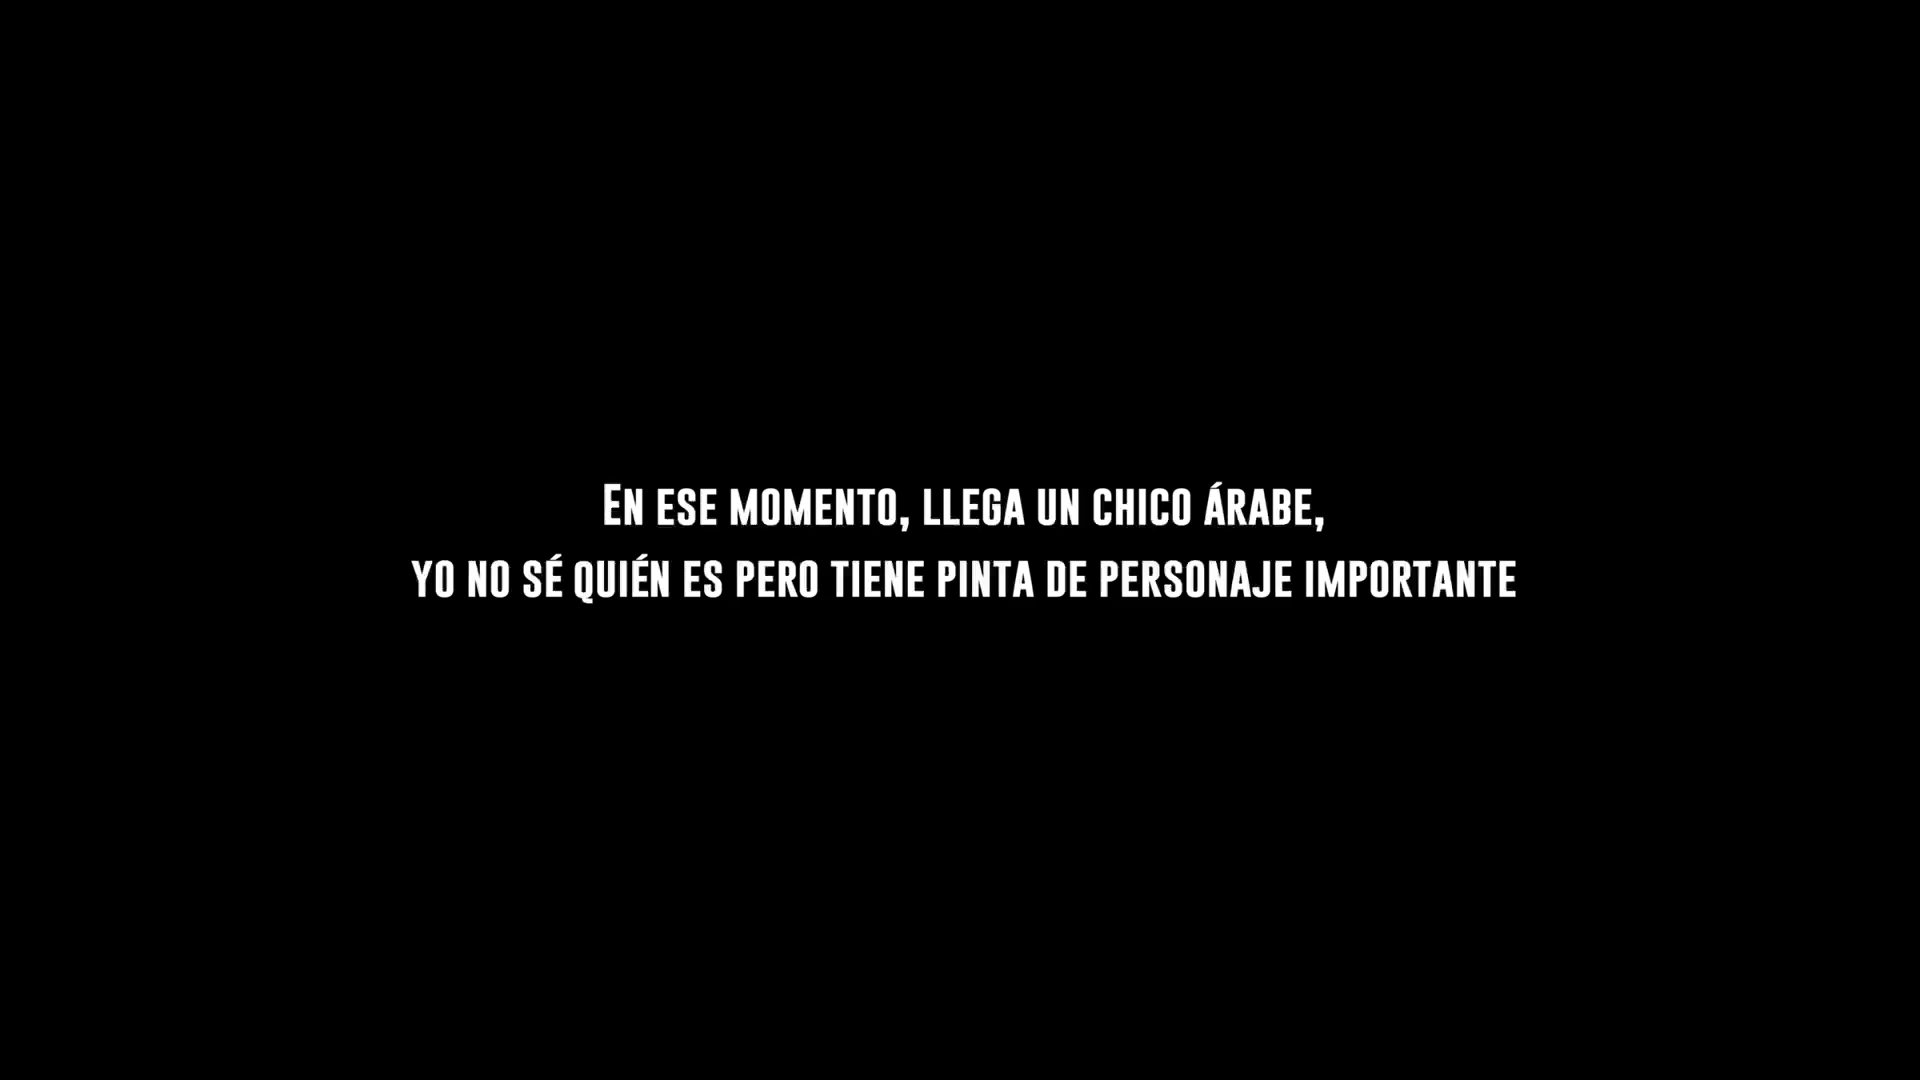 En ese momento, llega un chico árabe,
yo no sé quién es pero tiene pinta de personaje importante